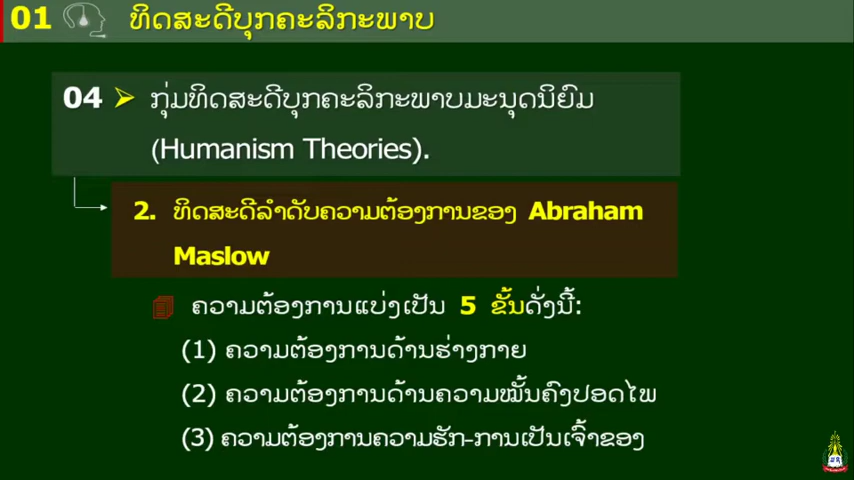 01 ທິດສະດີບຸກຄະລິກະພາບ
04 ➢ ກຸ່ມທິດສະດີບຸກຄະລິກະພາບມະນຸດນິຍົມ
(Humanism Theories).
2. ທິດສະດີລຳດັບຄວາມຕ້ອງການຂອງ Abraham
Maslow
ຄວາມຕ້ອງການແບ່ງເປັນ 5 ຂັ້ນດັ່ງນີ້:
(1) ຄວາມຕ້ອງການດ້ານຮ່າງກາຍ
(2) ຄວາມຕ້ອງການດ້ານຄວາມໝັ້ນຄົງປອດໄພ
(3) ຄວາມຕ້ອງການຄວາມຮັກ-ການເປັນເຈົ້າຂອງ